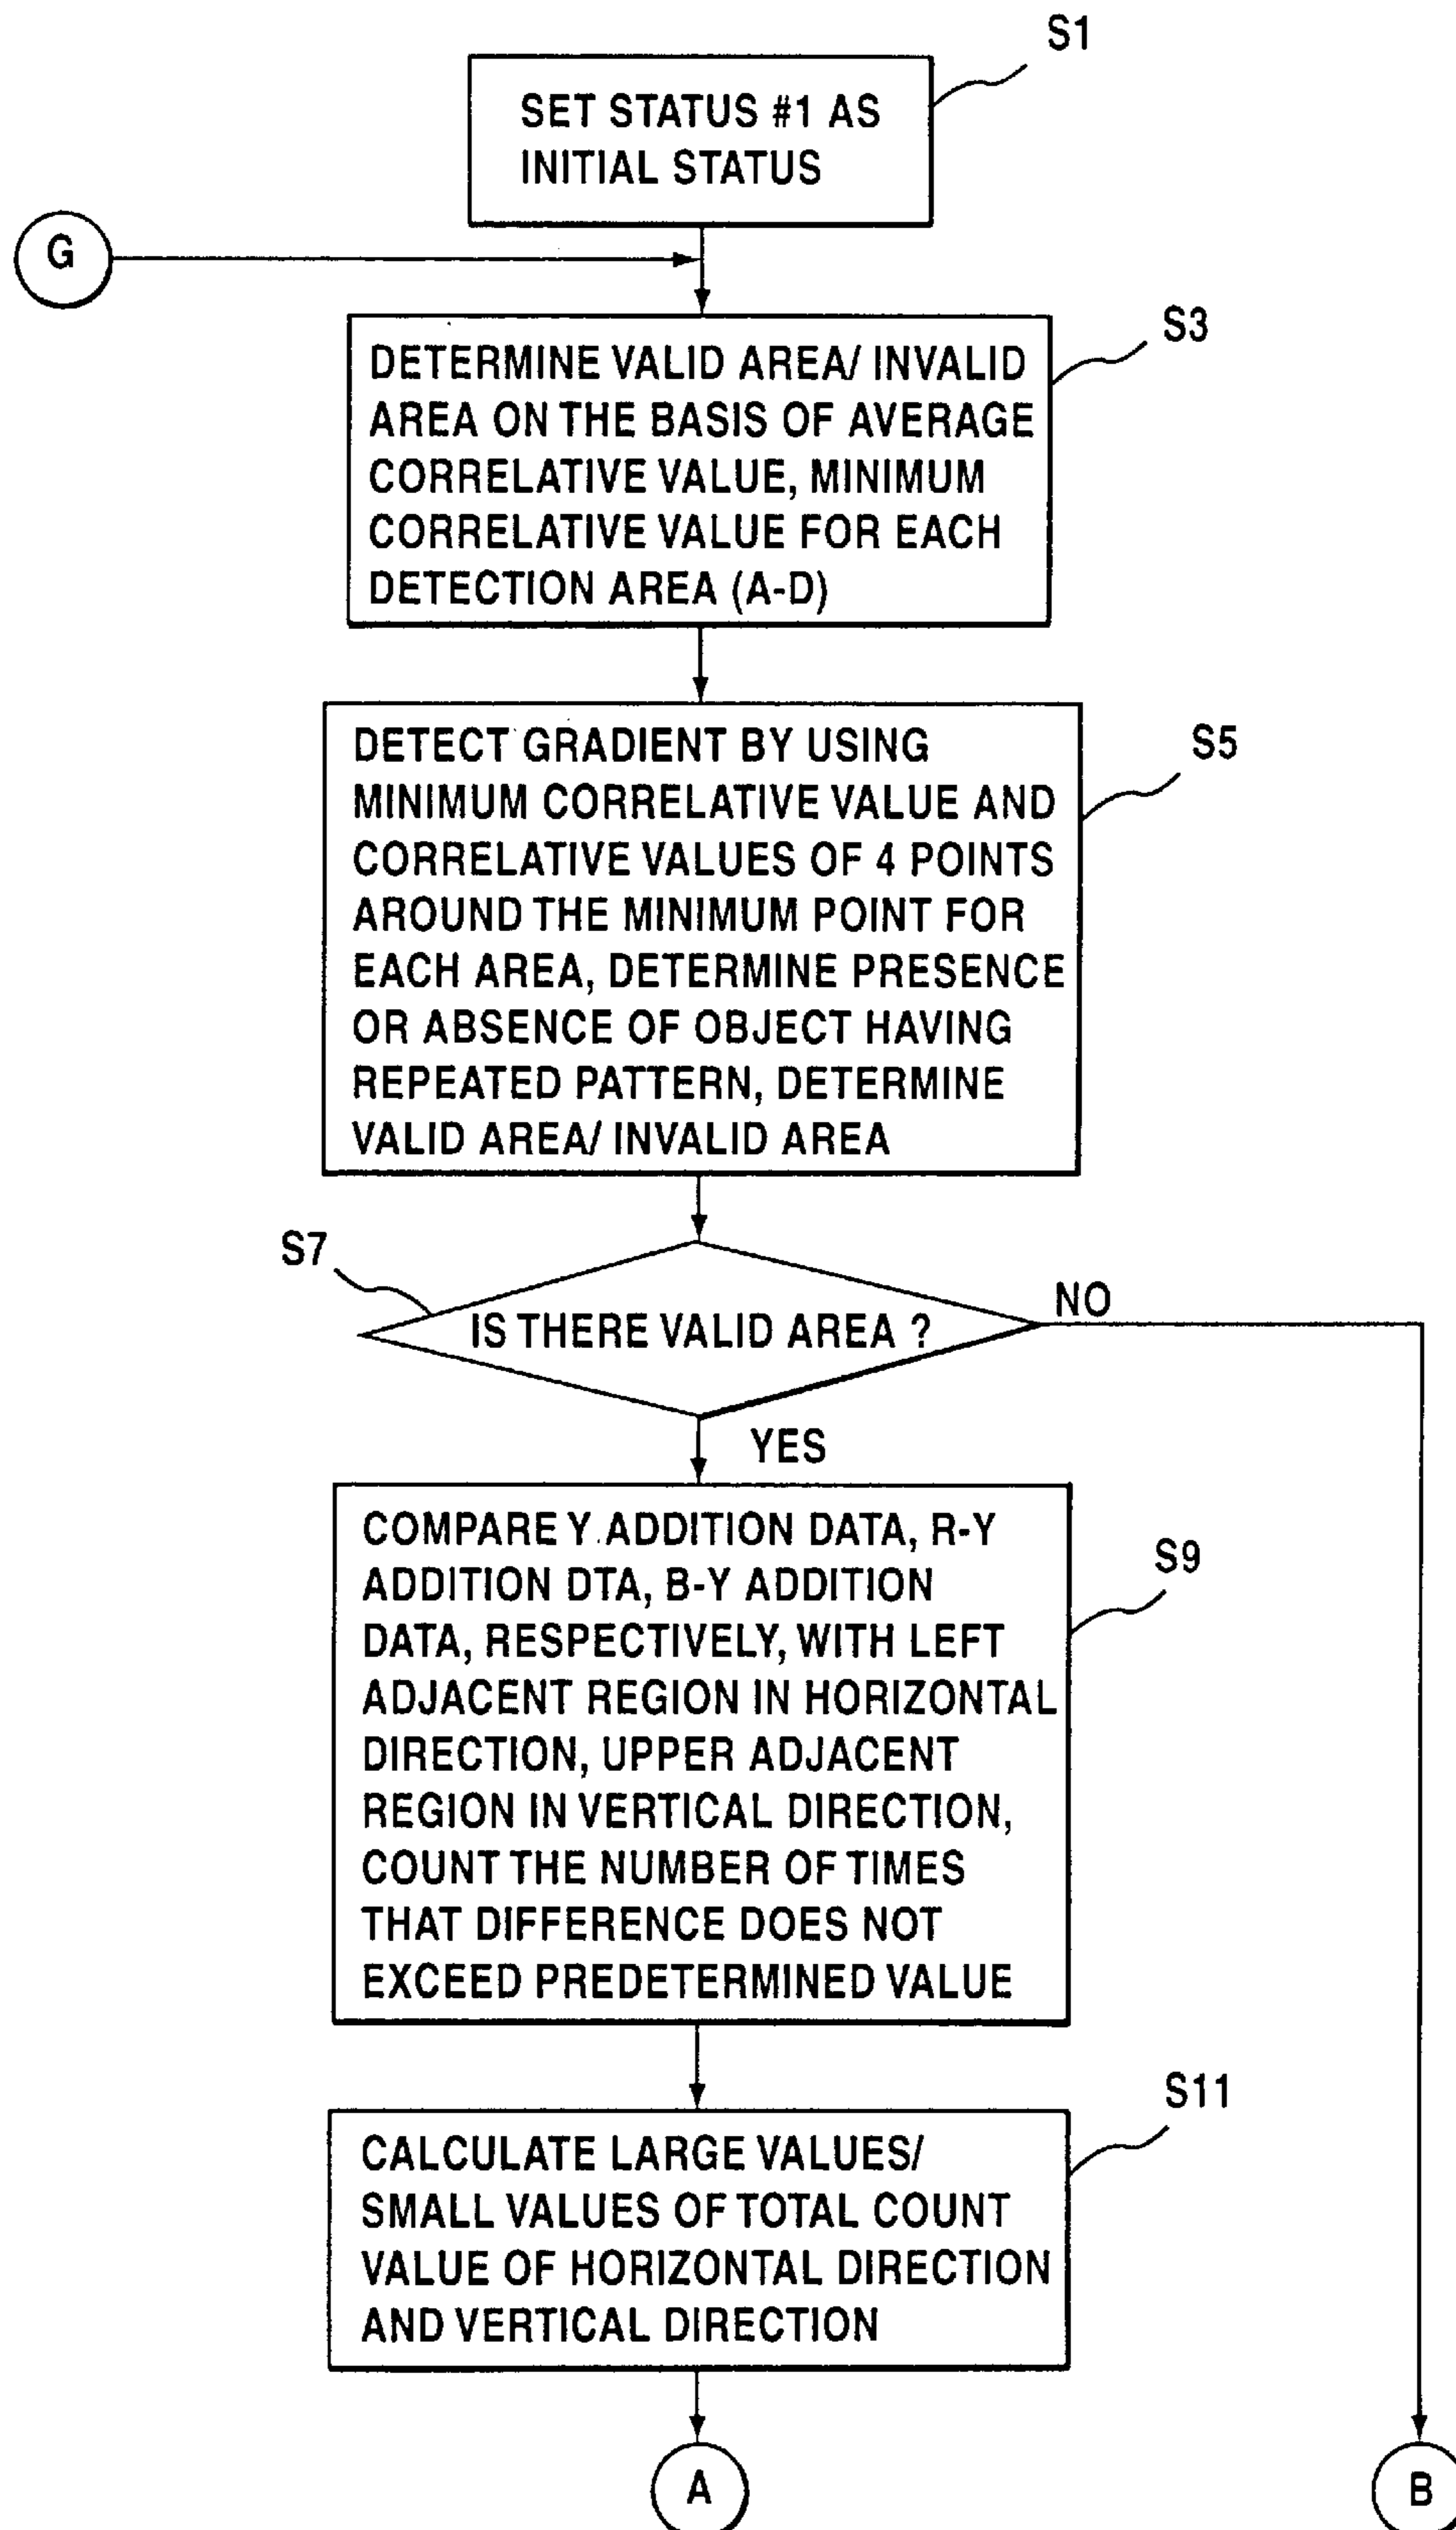 S1
SET STATUS #1 AS
INITIAL STATUS
G
S3
DETERMINE VALID AREA/ INVALID
AREA ON THE BASIS OF AVERAGE
CORRELATIVE VALUE, MINIMUM
CORRELATIVE VALUE FOR EACH
DETECTION AREA (A-D)
S5
DETECT GRADIENT BY USING
MINIMUM CORRELATIVE VALUE AND
CORRELATIVE VALUES OF 4 POINTS
AROUND THE MINIMUM POINT FOR
EACH AREA, DETERMINE PRESENCE
OR ABSENCE OF OBJECT HAVING
REPEATED PATTERN, DETERMINE
VALID AREA/ INVALID AREA
S7
IS THERE VALID AREA ?
NO
YES
S9
COMPARE Y ADDITION DATA, R-Y
ADDITION DTA, B-Y ADDITION
DATA, RESPECTIVELY, WITH LEFT
ADJACENT REGION IN HORIZONTAL
DIRECTION, UPPER ADJACENT
REGION IN VERTICAL DIRECTION,
COUNT THE NUMBER OF TIMES
THAT DIFFERENCE DOES NOT
EXCEED PREDETERMINED VALUE
S11
CALCULATE LARGE VALUES/
SMALL VALUES OF TOTAL COUNT
VALUE OF HORIZONTAL DIRECTION
AND VERTICAL DIRECTION
A
B